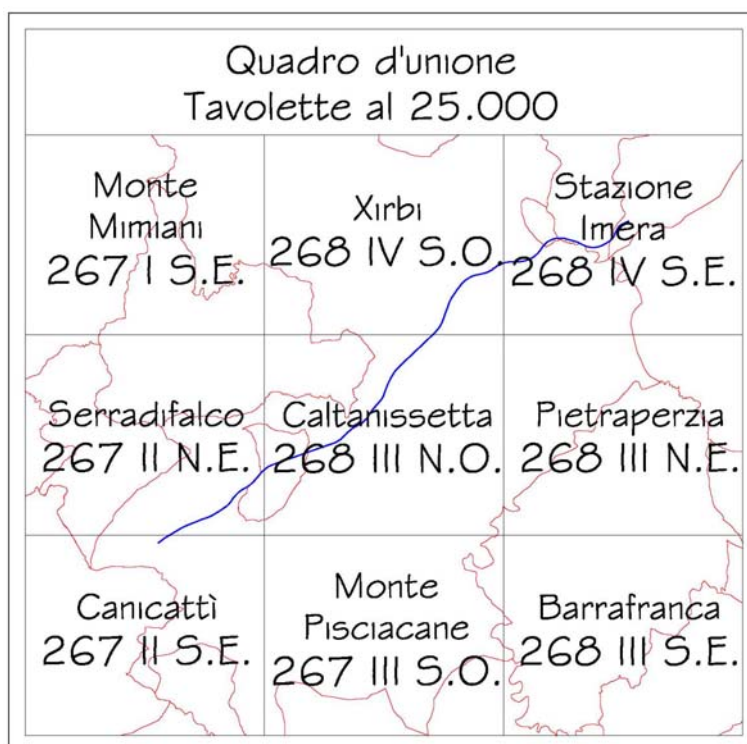 Quadro d'unione
Tavolette al 25.000
Monte
Mimiani
267 I S.E.
Xirbi
268 IV S.O.
Stazione
Imera
268 IV S.E.
Serradifalco
267 II N.E.
Caltanissetta
268 III N.O.
Pietraperzia
268 III N.E.
Canicattì
267 II S.E.
Monte
Pisciacane
267 III S.O.
Barrafranca
268 III S.E.